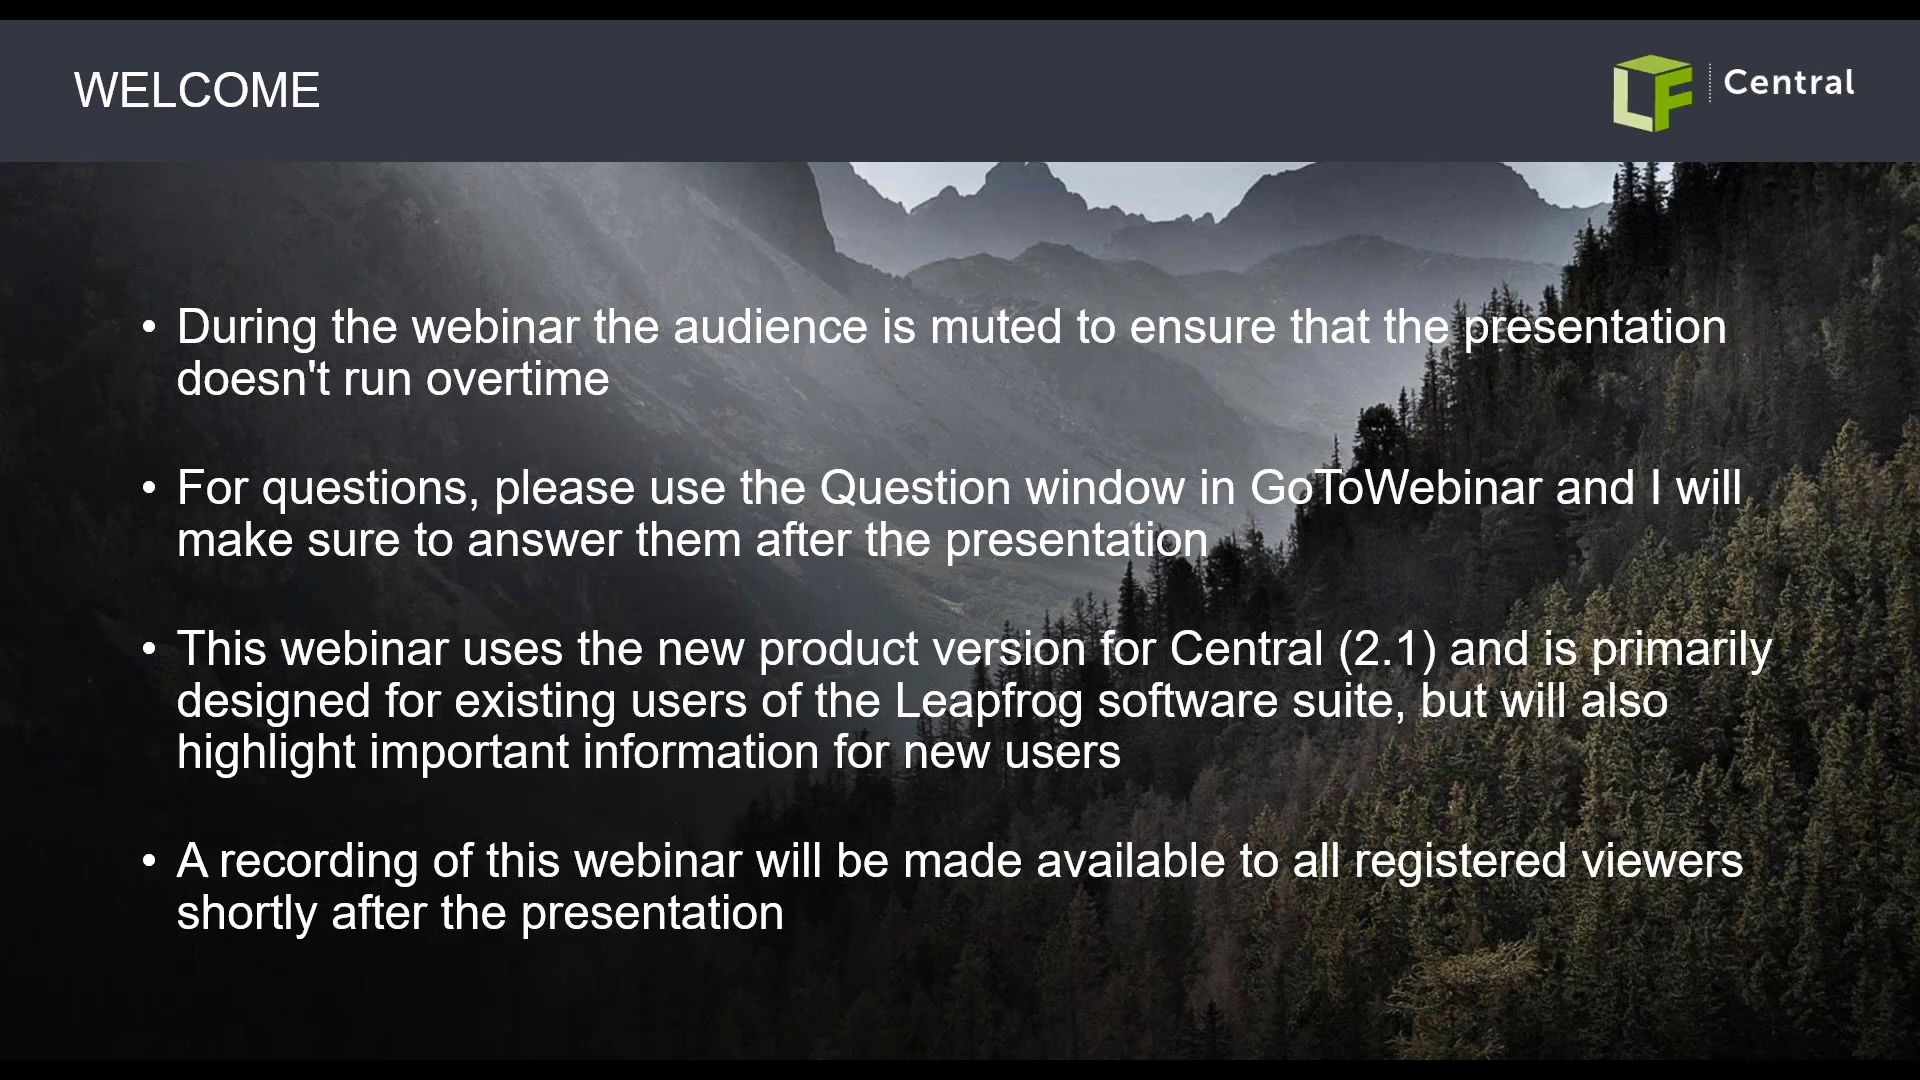 WELCOME
LF Central
• During the webinar the audience is muted to ensure that the presentation
doesn't run overtime
• For questions, please use the Question window in GoToWebinar and I will
make sure to answer them after the presentation
• This webinar uses the new product version for Central (2.1) and is primarily
designed for existing users of the Leapfrog software suite, but will also
highlight important information for new users
• A recording of this webinar will be made available to all registered viewers
shortly after the presentation